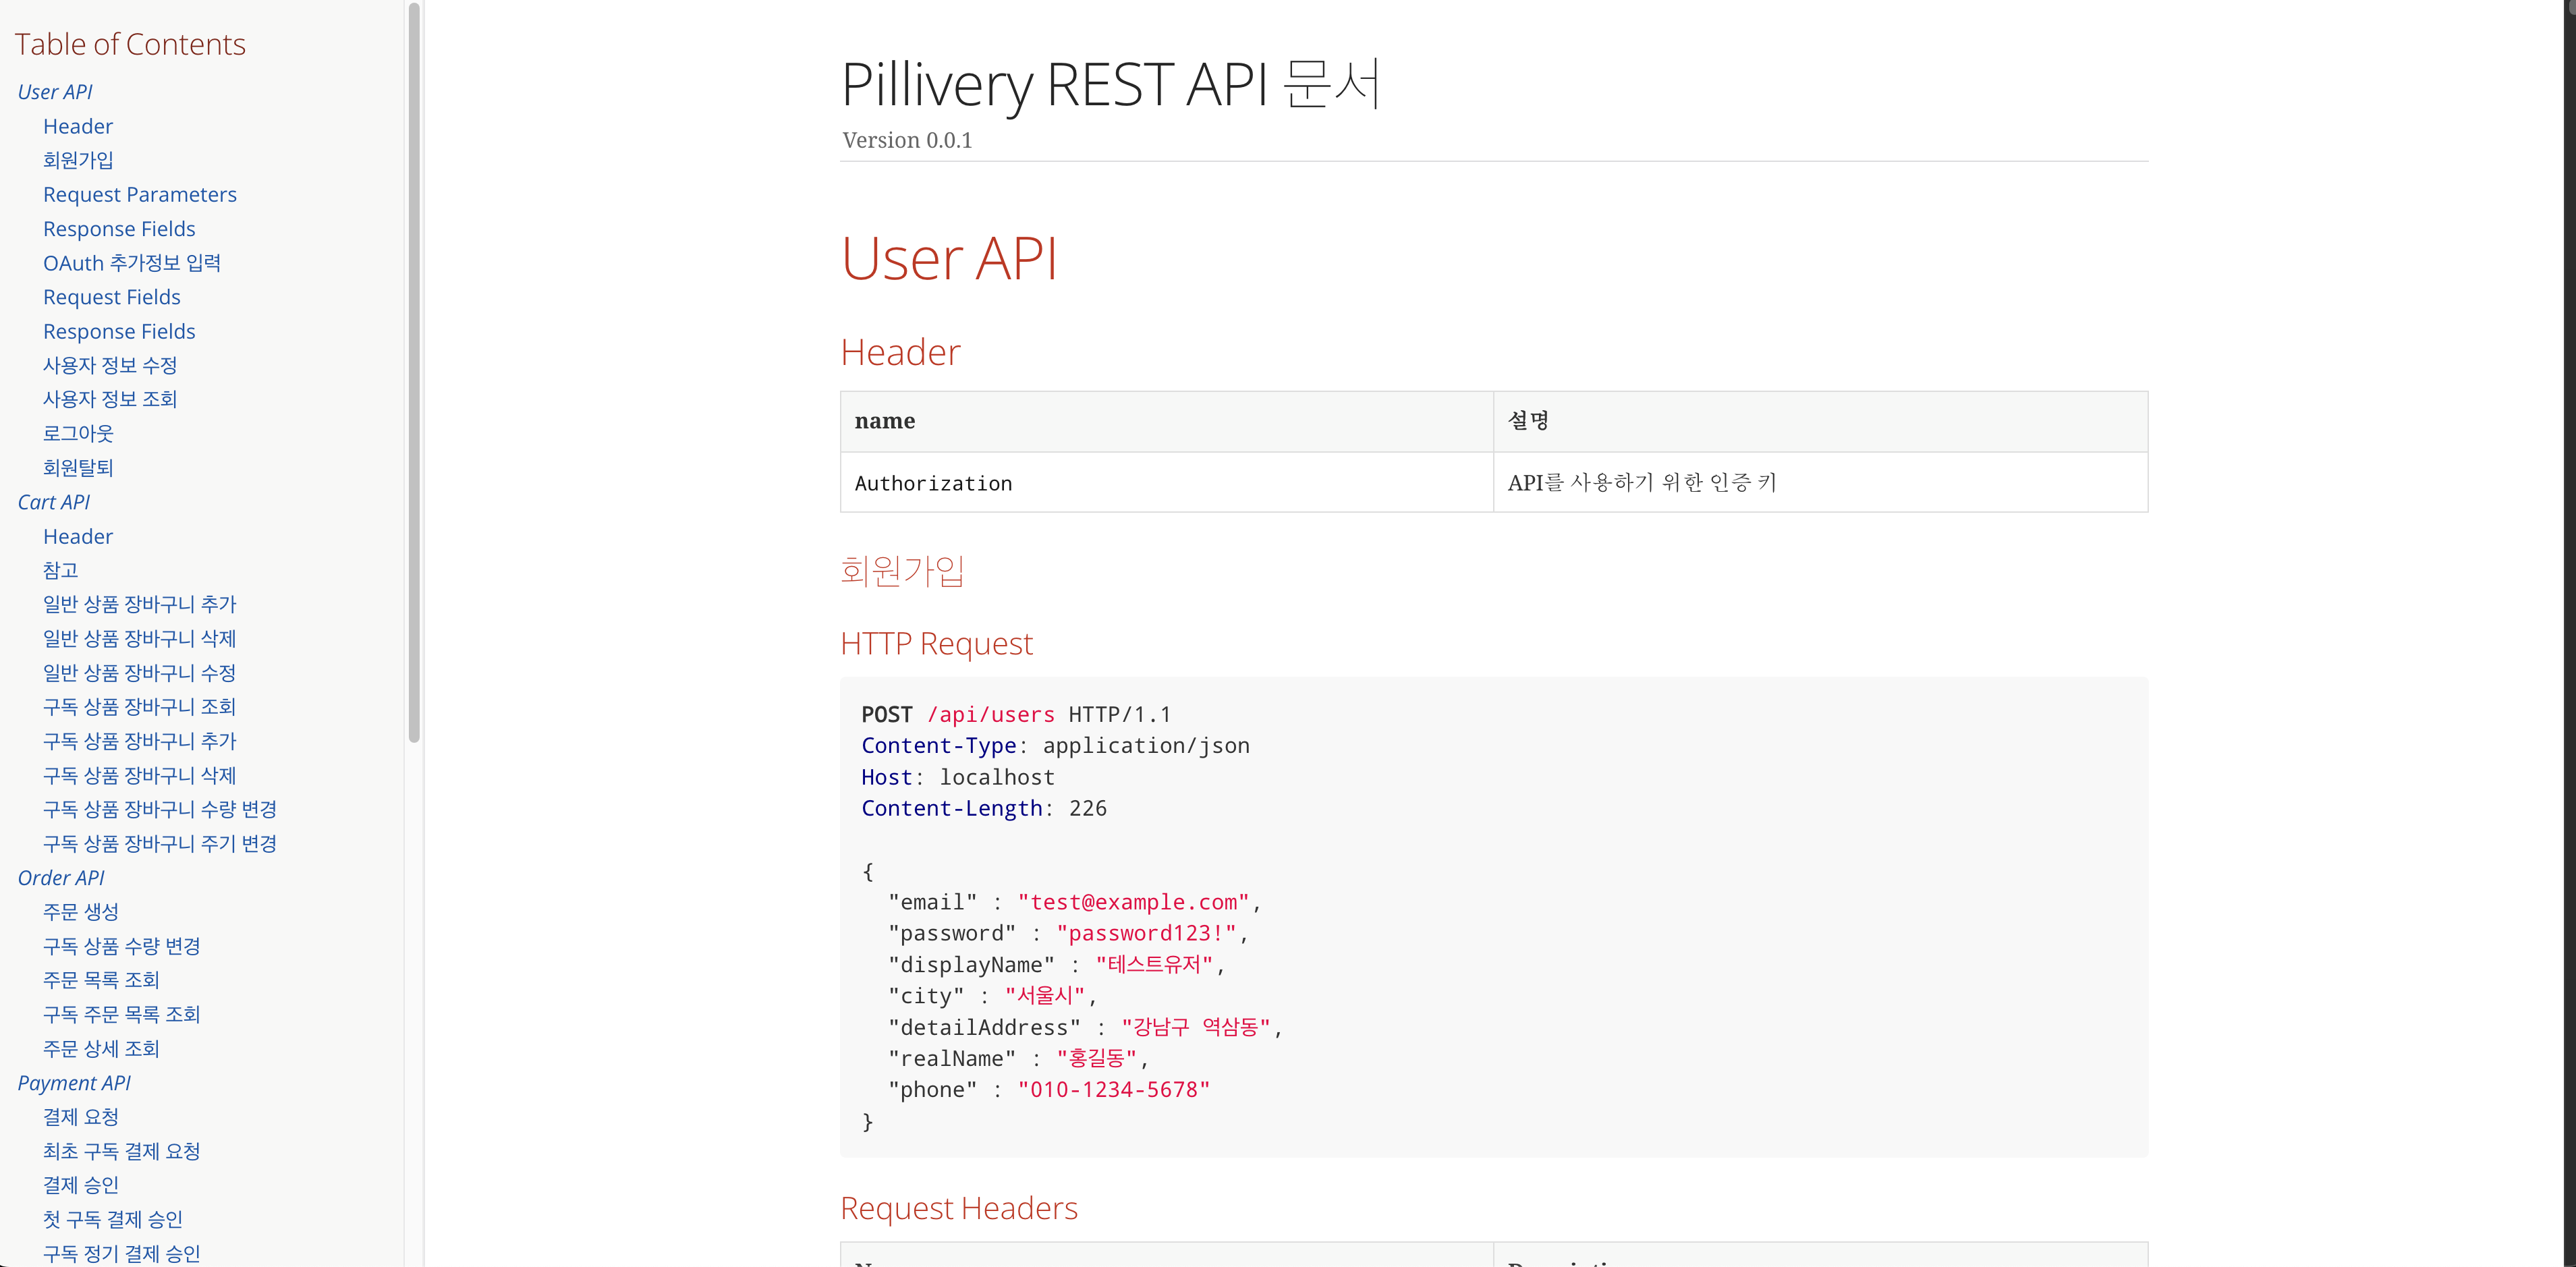 Table of Contents
User API
Header
회원가입
Request Parameters
Response Fields
OAuth 추가정보 입력
Request Fields
Response Fields
사용자 정보 수정
사용자 정보 조회
로그아웃
회원탈퇴
Cart API
Header
참고
일반 상품 장바구니 추가
일반 상품 장바구니 삭제
일반 상품 장바구니 수정
구독 상품 장바구니 조회
구독 상품 장바구니 추가
구독 상품 장바구니 삭제
구독 상품 장바구니 수량 변경
구독 상품 장바구니 주기 변경
Order API
주문 생성
구독 상품 수량 변경
주문 목록 조회
구독 주문 목록 조회
주문 상세 조회
Payment API
결제 요청
최초 구독 결제 요청
결제 승인
첫 구독 결제 승인
구독 정기 결제 승인
Pillivery REST API 문서
Version 0.0.1
User API
Header
name 설명
Authorization API를 사용하기 위한 인증 키
회원가입
HTTP Request
POST /api/users HTTP/1.1
Content-Type: application/json
Host: localhost
Content-Length: 226
{
"email" : "test@example.com",
"password" : "password123!",
"displayName" : "테스트유저",
"city" : "서울시",
"detailAddress" : "강남구 역삼동",
"realName" : "홍길동",
"phone" : "010-1234-5678"
}
Request Headers